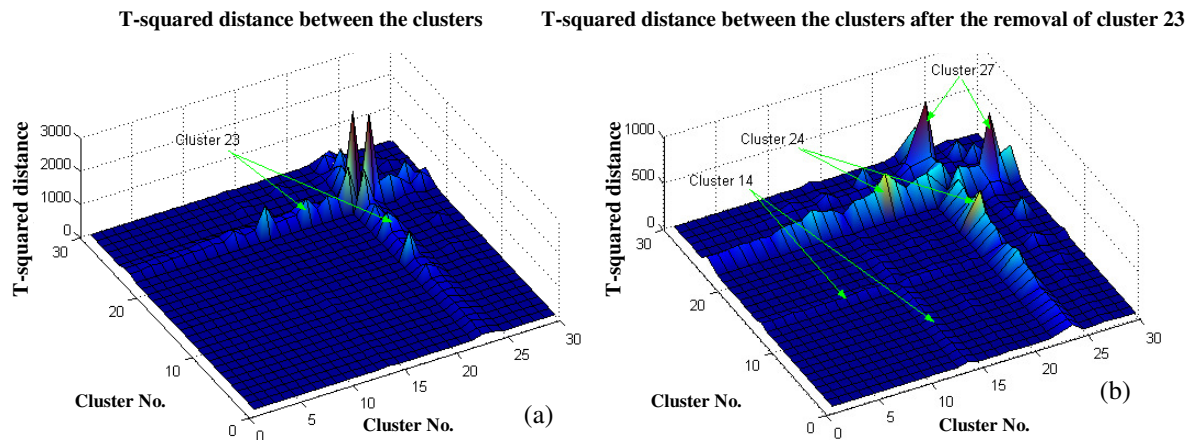 T-squared distance between the clusters
T-squared distance between the clusters after the removal of cluster 23
T-squared distance
3000
2000
1000
0
30
20
10
0
0
5
10
15
20
25
30
Cluster 23
Cluster No.
Cluster No.
(a)
T-squared distance
1000
500
0
30
20
10
0
0
5
10
15
20
25
30
Cluster 27
Cluster 24
Cluster 14
Cluster No.
Cluster No.
(b)